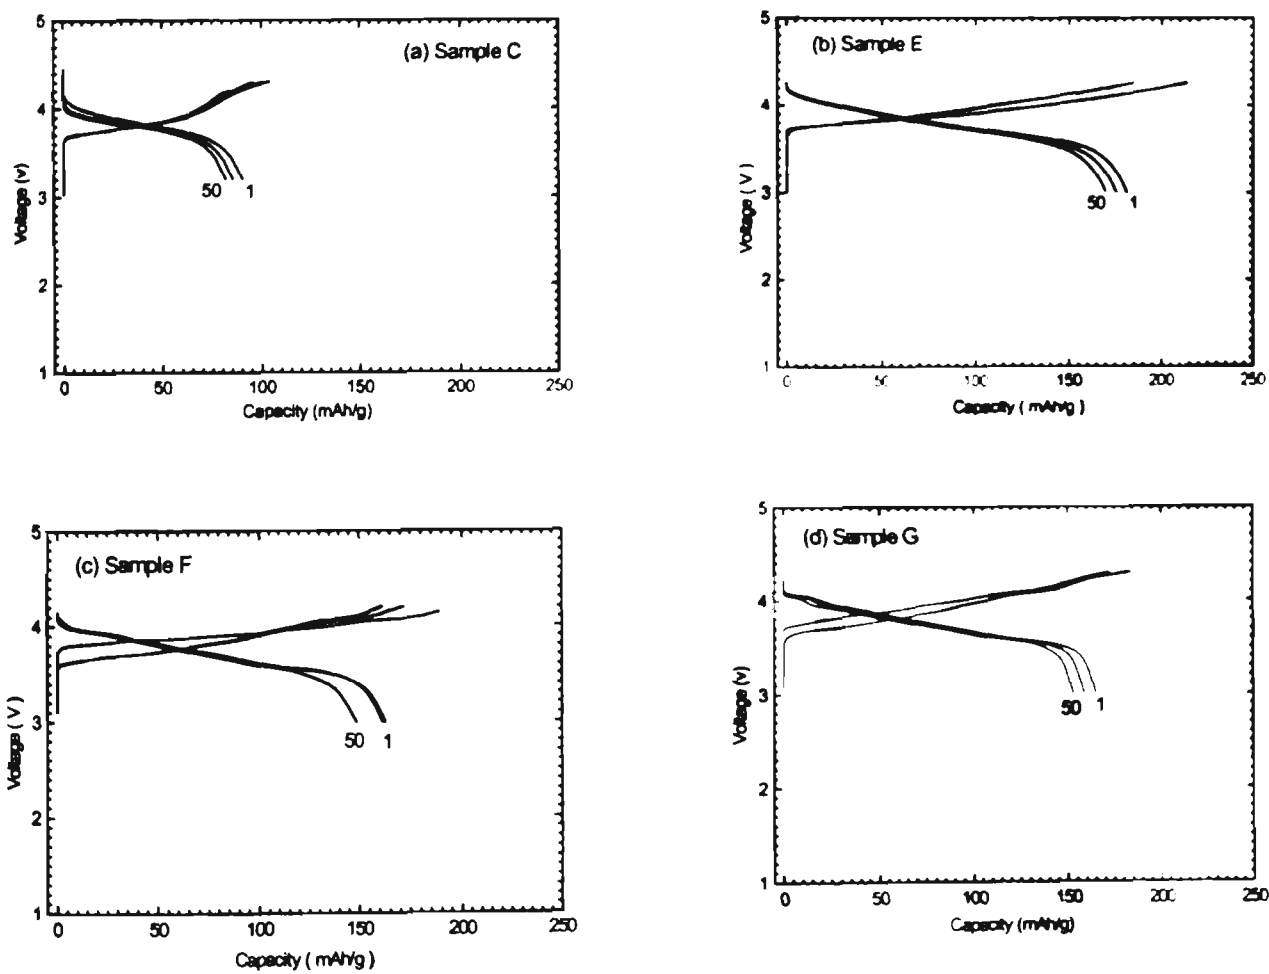 5
(a) Sample C
4
Voltage (v)
3
50 1
2
1
0 50 100 150 200 250
Capacity (mAh/g)
5
(b) Sample E
4
Voltage ( V )
3
50 1
2
1
0 50 100 150 200 250
Capacity ( mAh/g )
5
(c) Sample F
4
Voltage ( V )
3
50 1
2
1
0 50 100 150 200 250
Capacity ( mAh/g )
5
(d) Sample G
4
Voltage (v)
3
50 1
2
1
0 50 100 150 200 250
Capacity (mAh/g)